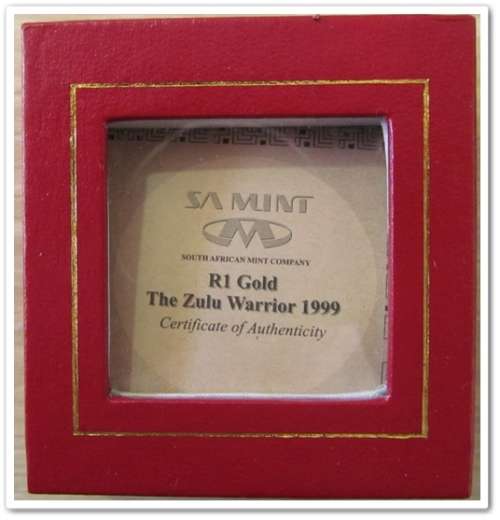 SA MINT
SOUTH AFRICAN MINT COMPANY
R1 Gold
The Zulu Warrior 1999
Certificate of Authenticity